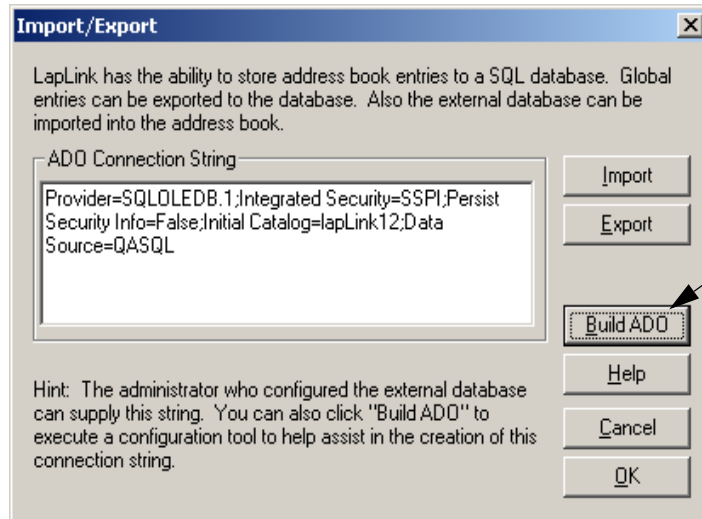 Import/Export
LapLink has the ability to store address book entries to a SQL database. Global
entries can be exported to the database. Also the external database can be
imported into the address book.
ADO Connection String
Provider=SQLOLEDB.1;Integrated Security=SSPI;Persist
Security Info=False;Initial Catalog=lapLink12;Data
Source=QASQL
Import
Export
Build ADO
Help
Cancel
OK
Hint: The administrator who configured the external database
can supply this string. You can also click "Build ADO" to
execute a configuration tool to help assist in the creation of this
connection string.